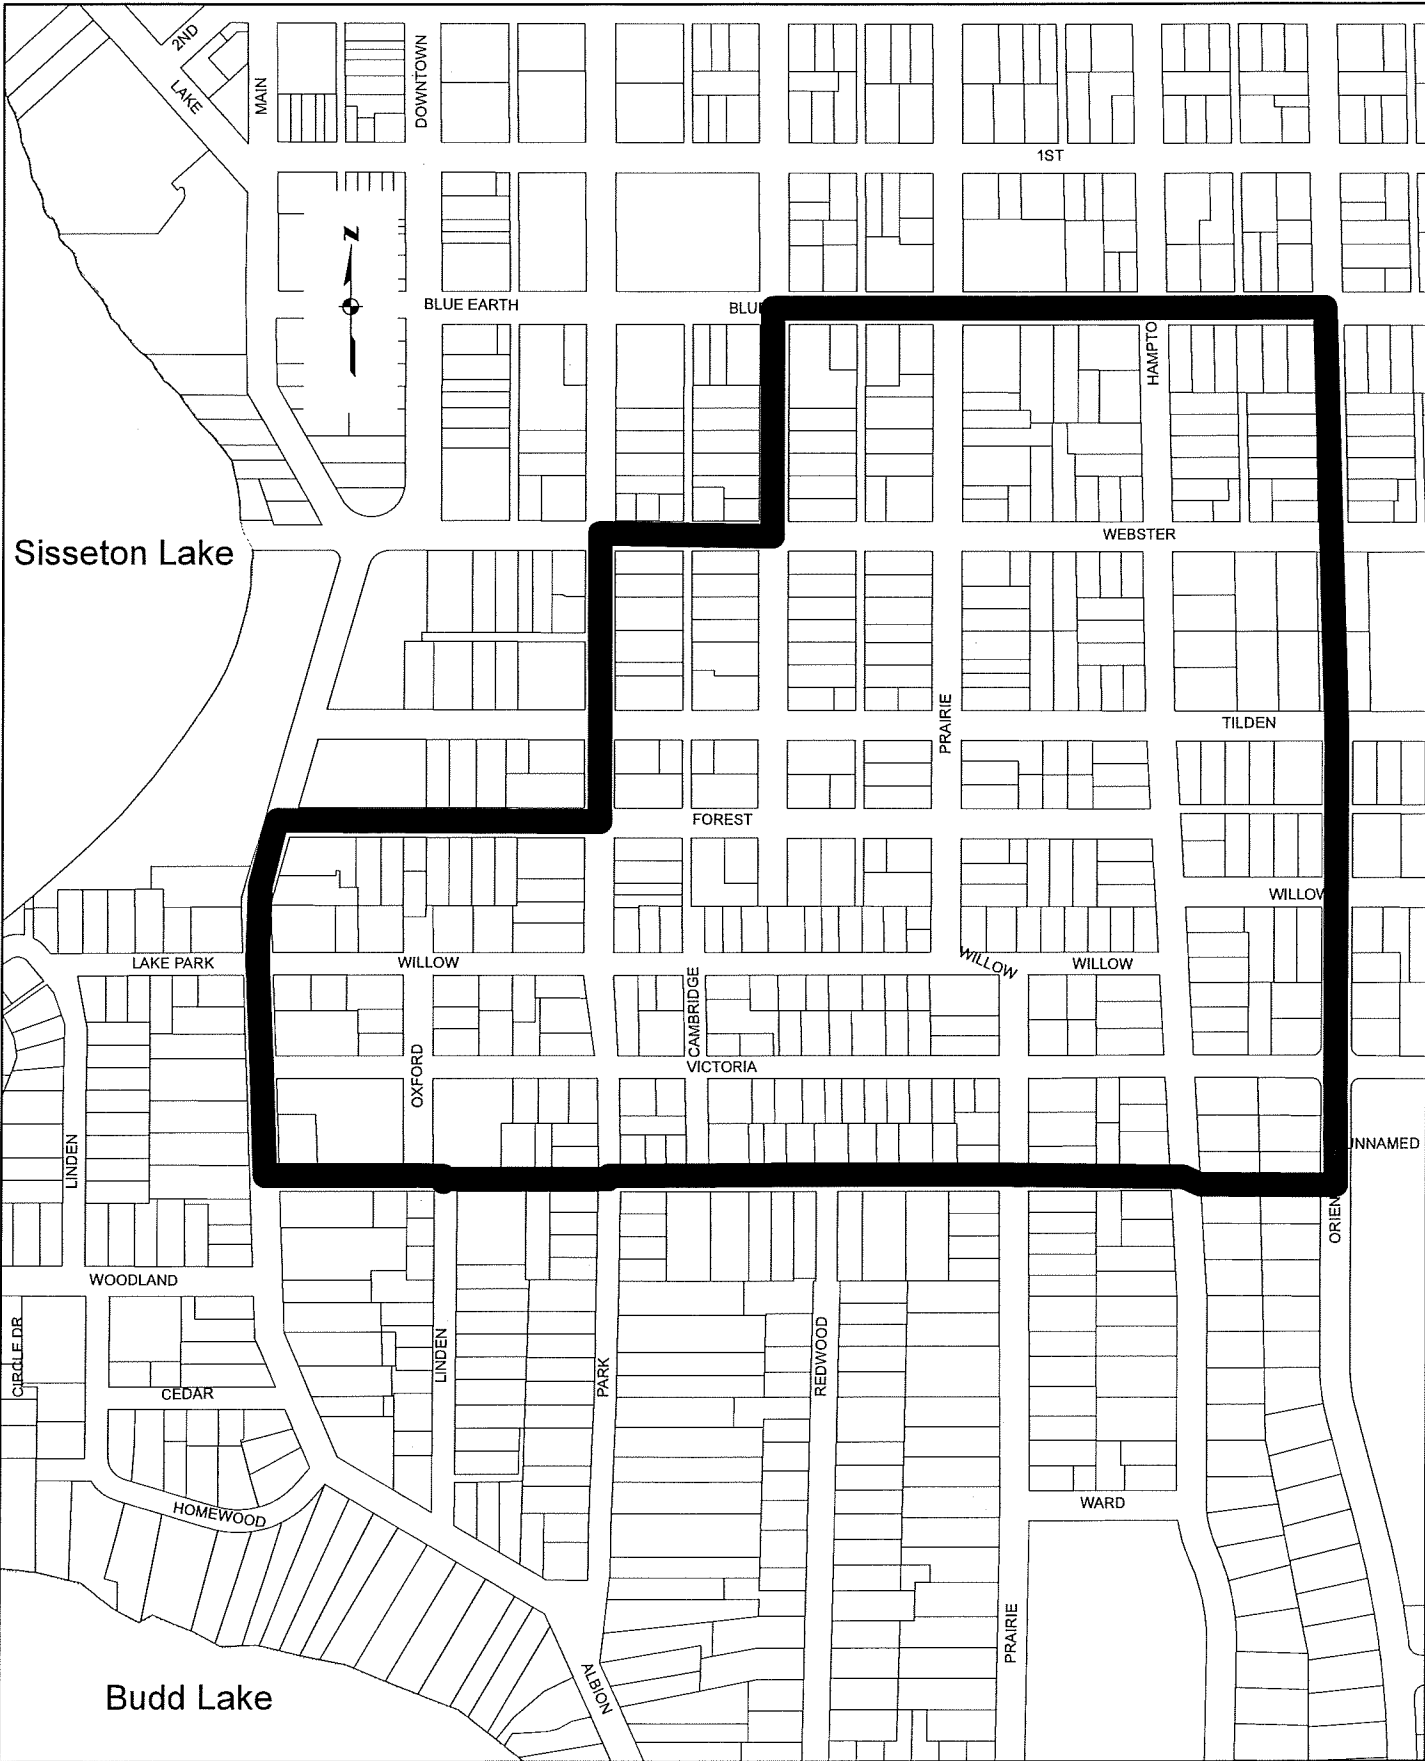 2ND
LAKE
MAIN
DOWNTOWN
1ST
Z
BLUE EARTH
BLUE
HAMPTO
Sisseton Lake
WEBSTER
PRAIRIE
TILDEN
FOREST
WILLOW
LAKE PARK
WILLOW
WILLOW
WILLOW
CAMBRIDGE
OXFORD
VICTORIA
LINDEN
UNNAMED
ORIEN
WOODLAND
CIRCLE DR
LINDEN
PARK
REDWOOD
CEDAR
HOMEWOOD
WARD
PRAIRIE
ALBION
Budd Lake